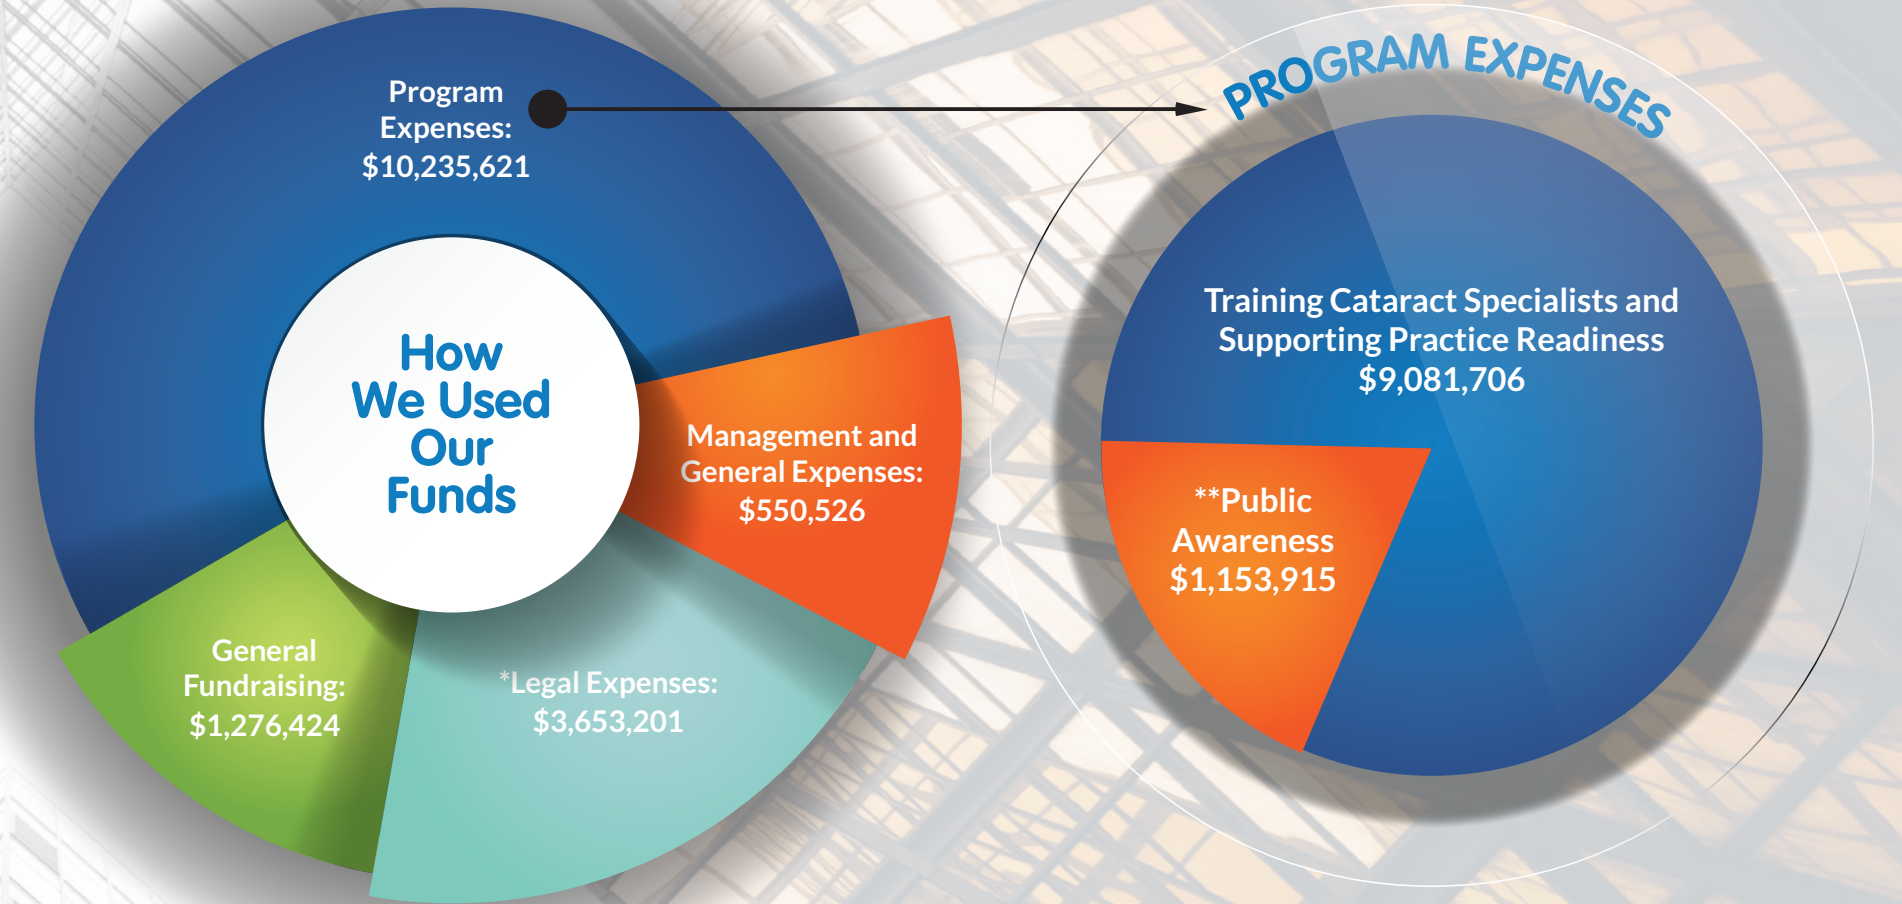 Program
Expenses:
$10,235,621
How
We Used
Our
Funds
Management and
General Expenses:
$550,526
*Legal Expenses:
$3,653,201
General
Fundraising:
$1,276,424
PROGRAM EXPENSES
Training Cataract Specialists and
Supporting Practice Readiness
$9,081,706
**Public
Awareness
$1,153,915